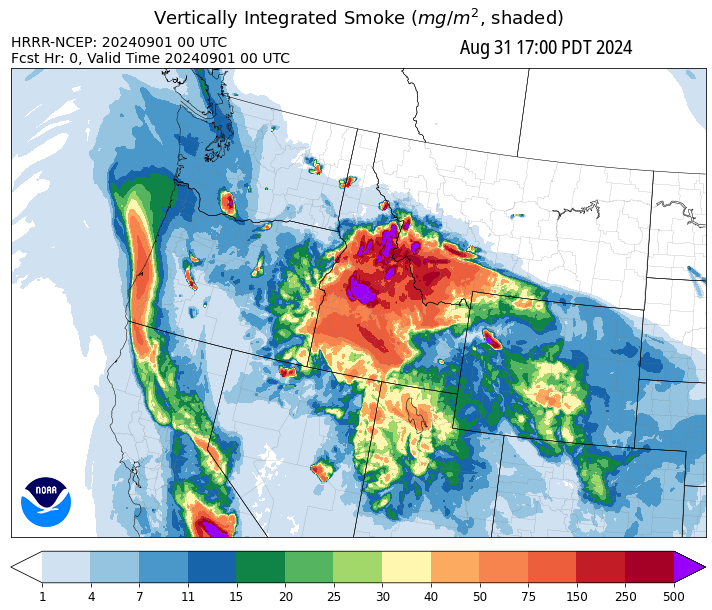 Vertically Integrated Smoke (mg/m², shaded)
HRRR-NCEP: 20240901 00 UTC
Fcst Hr: 0, Valid Time 20240901 00 UTC
Aug 31 17:00 PDT 2024
NOAA
1 4 7 11 15 20 25 30 40 50 75 150 250 500